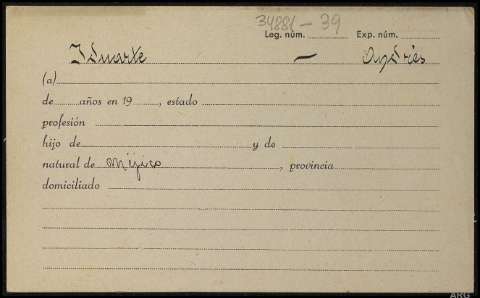 34881-39
Leg. núm. Exp. núm.
Iduarte - Andrés
(a)
de años en 19 , estado
profesión
hijo de y de
natural de Mijico , provincia
domiciliado
ARG